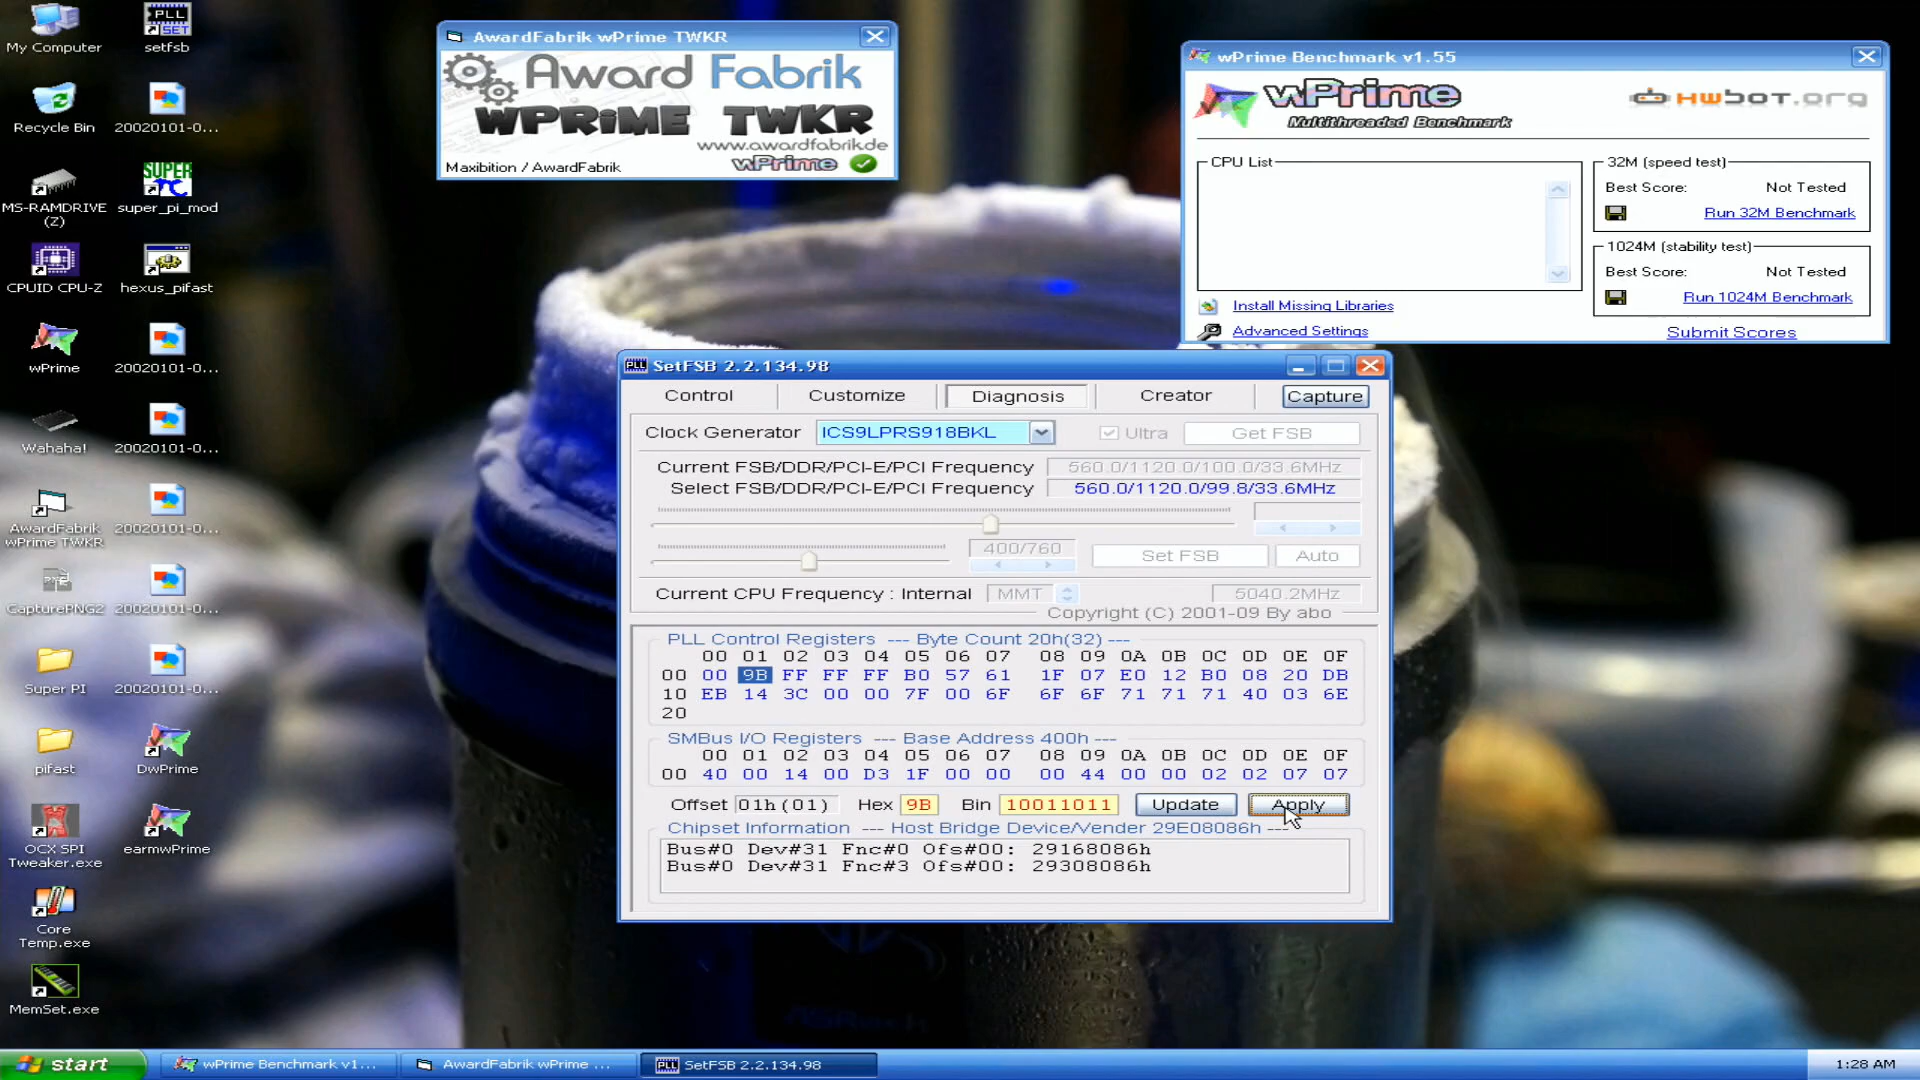 My Computer
setfsb
Recycle Bin
20020101-0...
MS-RAMDRIVE (Z)
super_pi_mod
CPUID CPU-Z
hexus_pifast
wPrime
20020101-0...
Wahaha!
20020101-0...
AwardFabrik wPrime TWKR
20020101-0...
CapturePNG2
20020101-0...
Super PI
20020101-0...
pifast
DwPrime
OCX SPI Tweaker.exe
earmwPrime
Core Temp.exe
MemSet.exe
AwardFabrik wPrime TWKR
Award Fabrik
WPRiME TWKR
www.awardfabrik.de
Maxibition / AwardFabrik
wPrime
wPrime Benchmark v1.55
wPrime
Multithreaded Benchmark
HWBOT.org
CPU List
32M (speed test)
Best Score: Not Tested
Run 32M Benchmark
1024M (stability test)
Best Score: Not Tested
Run 1024M Benchmark
Install Missing Libraries
Advanced Settings
Submit Scores
SetFSB 2.2.134.98
Control Customize Diagnosis Creator Capture
Clock Generator ICS9LPRS918BKL Ultra Get FSB
Current FSB/DDR/PCI-E/PCI Frequency 560.0/1120.0/100.0/33.6MHz
Select FSB/DDR/PCI-E/PCI Frequency 560.0/1120.0/99.8/33.6MHz
400/760 Set FSB Auto
Current CPU Frequency : Internal MMT 5040.2MHz
Copyright (C) 2001-09 By abo
PLL Control Registers --- Byte Count 20h(32) ---
00 01 02 03 04 05 06 07 08 09 0A 0B 0C 0D 0E 0F
00 00 9B FF FF FF B0 57 61 1F 07 E0 12 B0 08 20 DB
10 EB 14 3C 00 00 7F 00 6F 6F 6F 71 71 71 40 03 6E
20
SMBus I/O Registers --- Base Address 400h ---
00 01 02 03 04 05 06 07 08 09 0A 0B 0C 0D 0E 0F
00 40 00 14 00 D3 1F 00 00 00 44 00 00 02 02 07 07
Offset 01h (01) Hex 9B Bin 10011011 Update Apply
Chipset Information --- Host Bridge Device/Vender 29E08086h ---
Bus#0 Dev#31 Fnc#0 Ofs#00: 29168086h
Bus#0 Dev#31 Fnc#3 Ofs#00: 29308086h
start
wPrime Benchmark v1...
AwardFabrik wPrime ...
SetFSB 2.2.134.98
1:28 AM